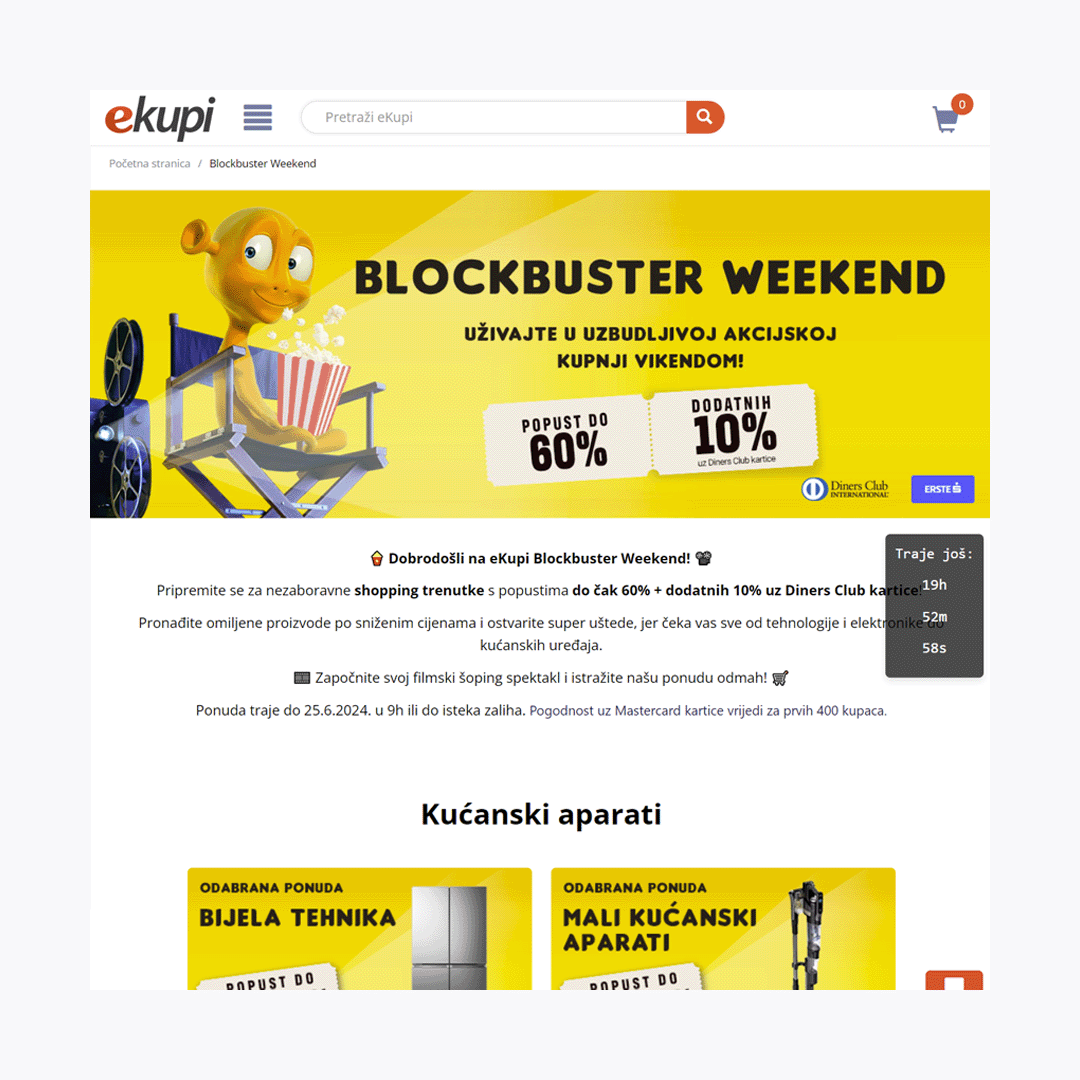 ekupi
Pretraži eKupi
0
Početna stranica / Blockbuster Weekend
BLOCKBUSTER WEEKEND
UŽIVAJTE U UZBUDLJIVOJ AKCIJSKOJ
KUPNJI VIKENDOM!
POPUST DO
60%
DODATNIH
10%
uz Diners Club kartice
Diners Club
INTERNATIONAL
ERSTE
🍿 Dobrodošli na eKupi Blockbuster Weekend! 📽
Pripremite se za nezaboravne shopping trenutke s popustima do čak 60% + dodatnih 10% uz Diners Club kartice!
Pronađite omiljene proizvode po sniženim cijenama i ostvarite super uštede, jer čeka vas sve od tehnologije i elektronike do
kućanskih uređaja.
🎞 Započnite svoj filmski šoping spektakl i istražite našu ponudu odmah! 🛒
Ponuda traje do 25.6.2024. u 9h ili do isteka zaliha. Pogodnost uz Mastercard kartice vrijedi za prvih 400 kupaca.
Traje još:
19h
52m
58s
Kućanski aparati
ODABRANA PONUDA
BIJELA TEHNIKA
POPUST DO
ODABRANA PONUDA
MALI KUĆANSKI
APARATI
POPUST DO